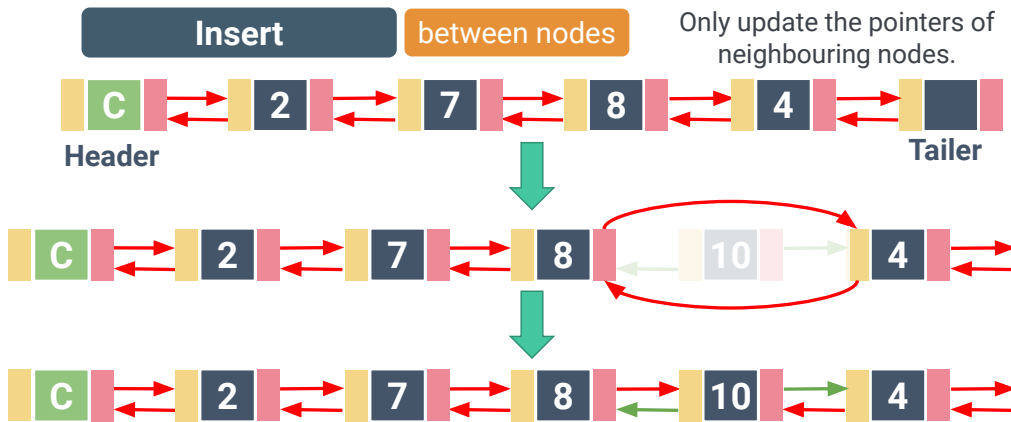 Insert
between nodes
Only update the pointers of
neighbouring nodes.
C 2 7 8 4
Header
Tailer
C 2 7 8 10 4
C 2 7 8 10 4